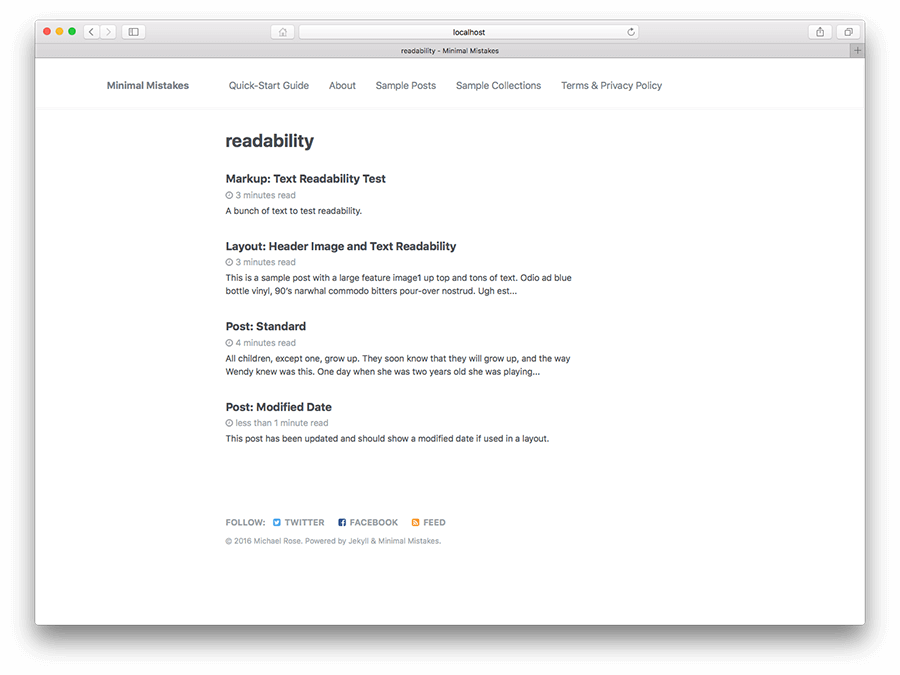 localhost
readability - Minimal Mistakes
Minimal Mistakes Quick-Start Guide About Sample Posts Sample Collections Terms & Privacy Policy
readability
Markup: Text Readability Test
3 minutes read
A bunch of text to test readability.
Layout: Header Image and Text Readability
3 minutes read
This is a sample post with a large feature image1 up top and tons of text. Odio ad blue
bottle vinyl, 90’s narwhal commodo bitters pour-over nostrud. Ugh est...
Post: Standard
4 minutes read
All children, except one, grow up. They soon know that they will grow up, and the way
Wendy knew was this. One day when she was two years old she was playing...
Post: Modified Date
less than 1 minute read
This post has been updated and should show a modified date if used in a layout.
FOLLOW: TWITTER FACEBOOK FEED
© 2016 Michael Rose. Powered by Jekyll & Minimal Mistakes.